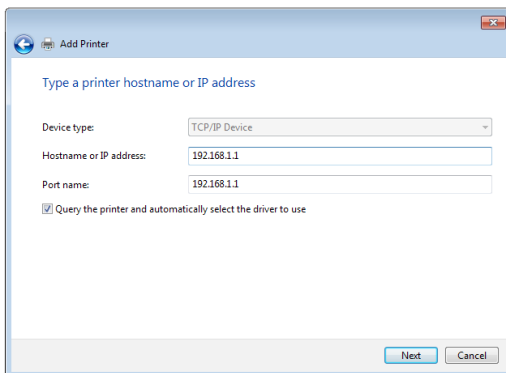 Add Printer
Type a printer hostname or IP address
Device type: TCP/IP Device
Hostname or IP address: 192.168.1.1
Port name: 192.168.1.1
Query the printer and automatically select the driver to use
Next Cancel